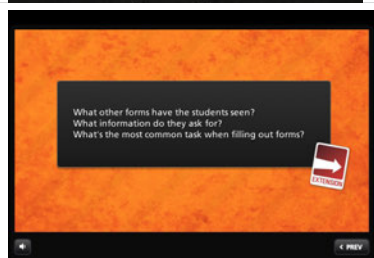 What other forms have the students seen?
What information do they ask for?
What's the most common task when filling out forms?
EXTENSION
< PREV